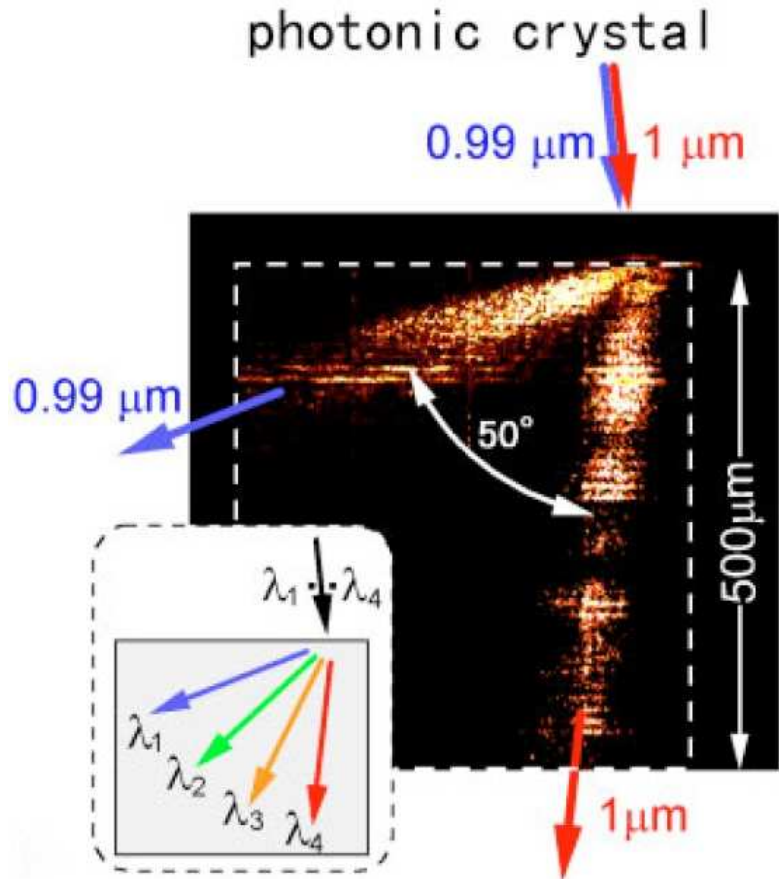 photonic crystal
0.99 μm
1 μm
0.99 μm
50°
500μm
λ₁ ·· λ₄
λ₁
λ₂
λ₃
λ₄
1μm